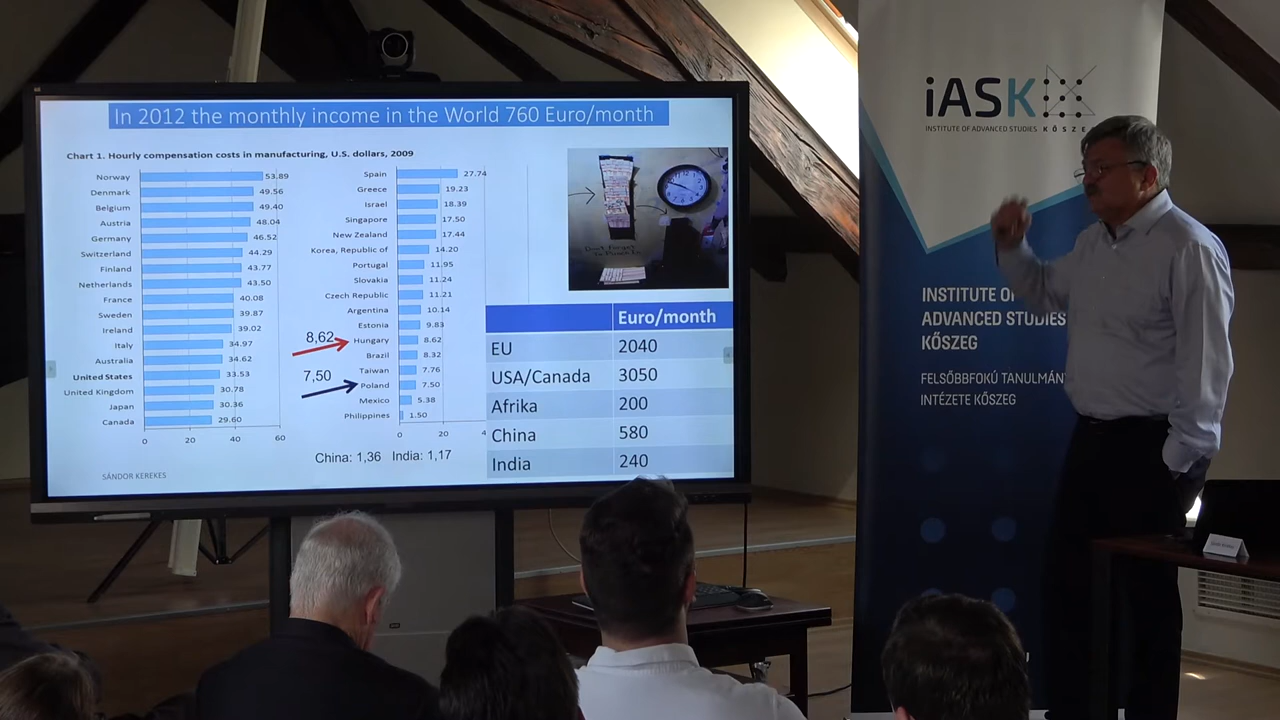 In 2012 the monthly income in the World 760 Euro/month
Chart 1. Hourly compensation costs in manufacturing, U.S. dollars, 2009
Norway 53.89
Denmark 49.56
Belgium 49.40
Austria 48.04
Germany 46.52
Switzerland 44.29
Finland 43.77
Netherlands 43.50
France 40.08
Sweden 39.87
Ireland 39.02
Italy 34.97
Australia 34.62
United States 33.53
United Kingdom 30.78
Japan 30.36
Canada 29.60
0 20 40 60
Spain 27.74
Greece 19.23
Israel 18.39
Singapore 17.50
New Zealand 17.44
Korea, Republic of 14.20
Portugal 11.95
Slovakia 11.24
Czech Republic 11.21
Argentina 10.14
Estonia 9.83
8,62 Hungary 8.62
Brazil 8.32
Taiwan 7.76
7,50 Poland 7.50
Mexico 5.38
Philippines 1.50
0 20 4
China: 1,36 India: 1,17
SÁNDOR KEREKES
Euro/month
EU 2040
USA/Canada 3050
Afrika 200
China 580
India 240
iASK
INSTITUTE OF ADVANCED STUDIES KŐSZE
INSTITUTE OF
ADVANCED STUDIES
KŐSZEG
FELSŐBBFOKÚ TANULMÁN
INTÉZETE KŐSZEG